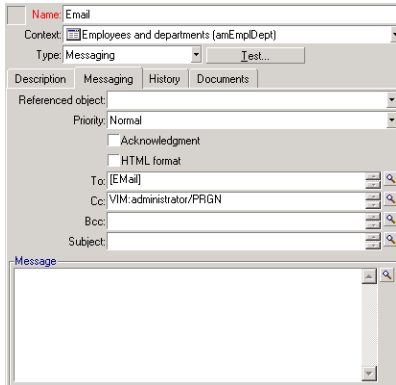 Name: Email
Context: Employees and departments (amEmplDept)
Type: Messaging Test...
Description Messaging History Documents
Referenced object:
Priority: Normal
Acknowledgment
HTML format
To: [EMail]
Cc: VIM:administrator/PRGN
Bcc:
Subject:
Message